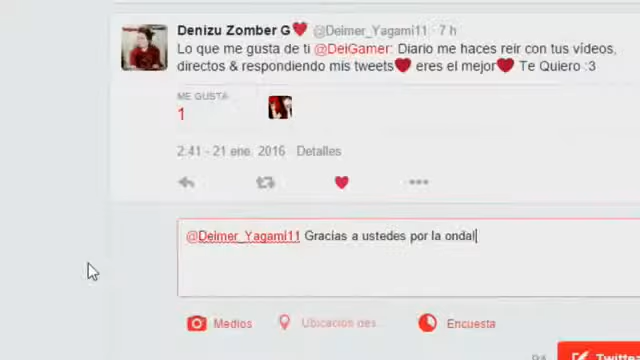 Denizu Zomber G @Deimer_Yagami11 · 7 h
Lo que me gusta de ti @DeiGamer: Diario me haces reir con tus vídeos,
directos & respondiendo mis tweets eres el mejor Te Quiero :3
ME GUSTA
1
2:41 - 21 ene. 2016 Detalles
@Deimer_Yagami11 Gracias a ustedes por la onda
Medios Ubicación des... Encuesta
94 Twittea